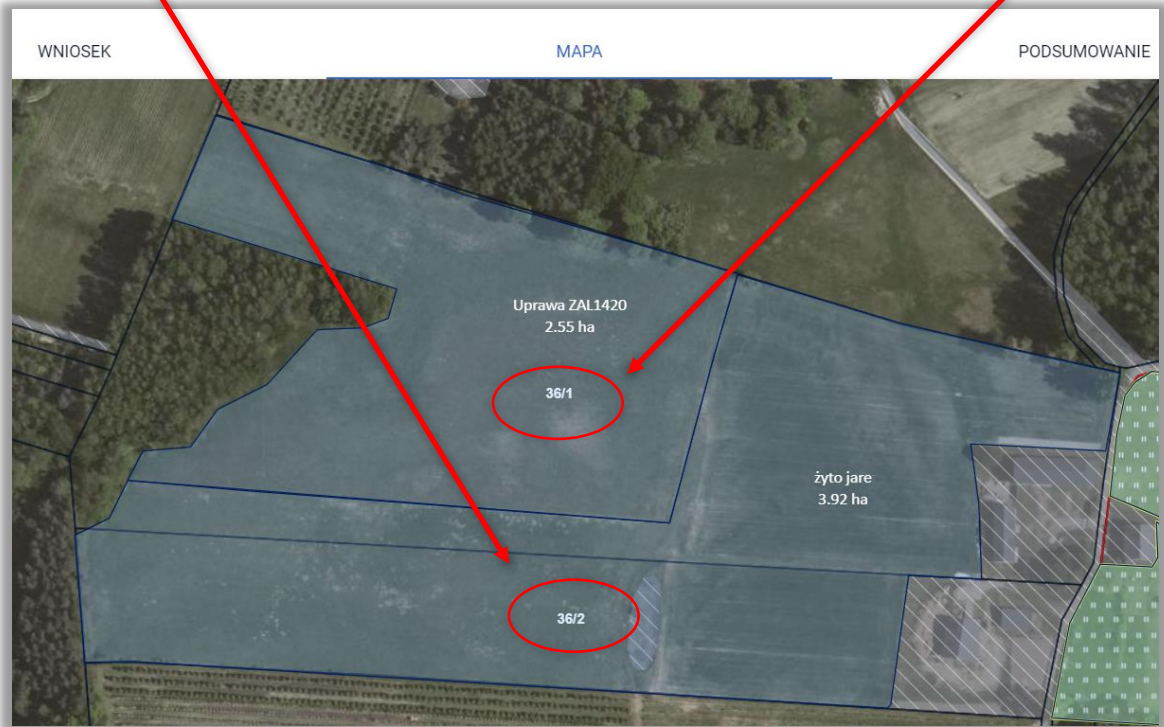 WNIOSEK
MAPA
PODSUMOWANIE
Uprawa ZAL1420
2.55 ha
36/1
żyto jare
3.92 ha
36/2